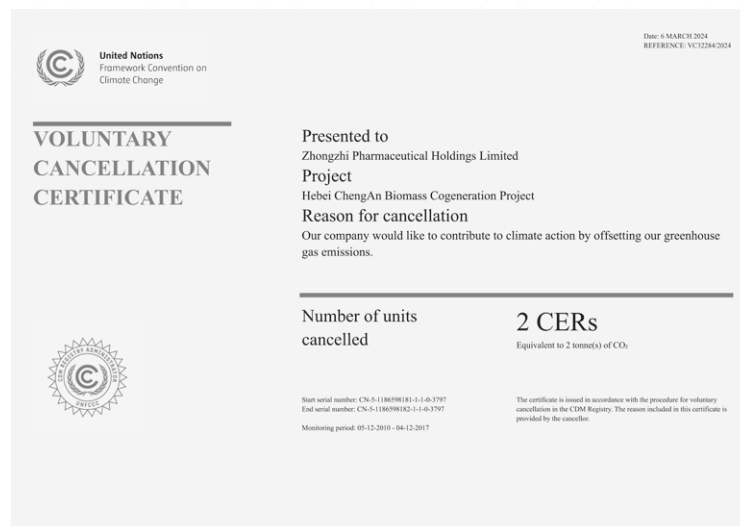 Date: 6 MARCH 2024
REFERENCE: VC32284/2024
United Nations
Framework Convention on
Climate Change
VOLUNTARY
CANCELLATION
CERTIFICATE
Presented to
Zhongzhi Pharmaceutical Holdings Limited
Project
Hebei ChengAn Biomass Cogeneration Project
Reason for cancellation
Our company would like to contribute to climate action by offsetting our greenhouse
gas emissions.
Number of units
cancelled
2 CERs
Equivalent to 2 tonne(s) of CO₂
CDM REGISTRY ADMINISTRATOR
UNFCCC
Start serial number: CN-5-1186598181-1-1-0-3797
End serial number: CN-5-1186598182-1-1-0-3797
Monitoring period: 05-12-2010 - 04-12-2017
The certificate is issued in accordance with the procedure for voluntary
cancellation in the CDM Registry. The reason included in this certificate is
provided by the cancellor.